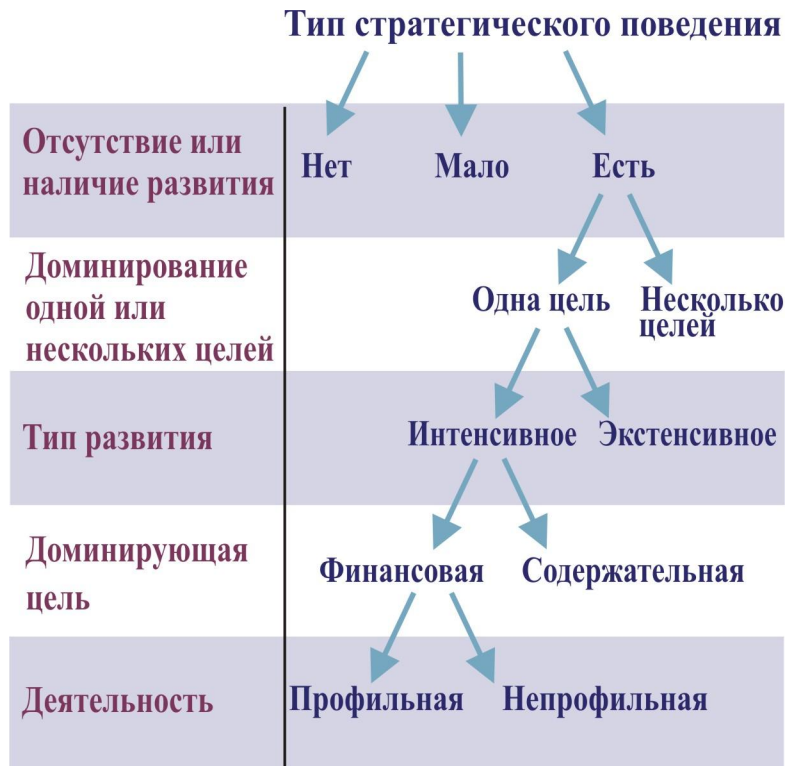 Тип стратегического поведения
Отсутствие или
наличие развития
Нет
Мало
Есть
Доминирование
одной или
нескольких целей
Одна цель
Несколько
целей
Тип развития
Интенсивное
Экстенсивное
Доминирующая
цель
Финансовая
Содержательная
Деятельность
Профильная
Непрофильная